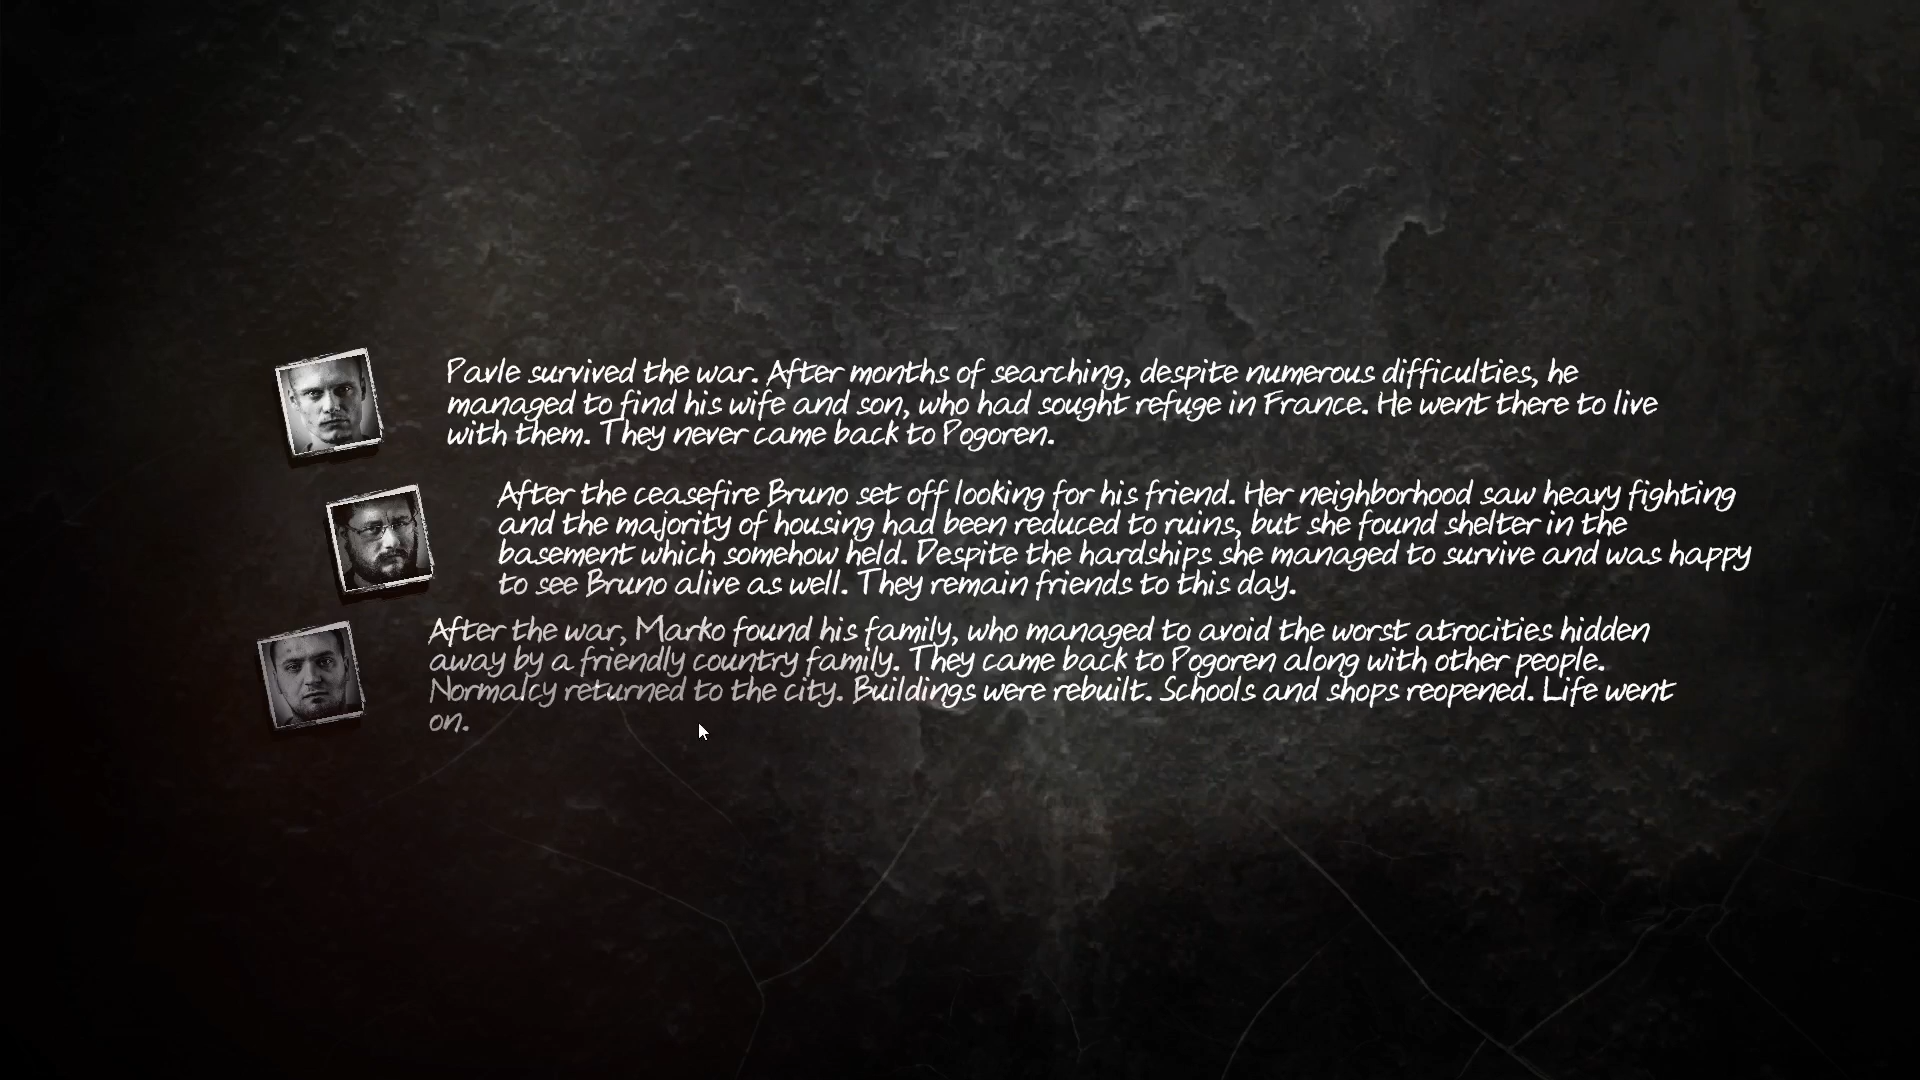 Pavle survived the war. After months of searching, despite numerous difficulties, he
managed to find his wife and son, who had sought refuge in France. He went there to live
with them. They never came back to Pogoren.
After the ceasefire Bruno set off looking for his friend. Her neighborhood saw heavy fighting
and the majority of housing had been reduced to ruins, but she found shelter in the
basement which somehow held. Despite the hardships she managed to survive and was happy
to see Bruno alive as well. They remain friends to this day.
After the war, Marko found his family, who managed to avoid the worst atrocities hidden
away by a friendly country family. They came back to Pogoren along with other people.
Normalcy returned to the city. Buildings were rebuilt. Schools and shops reopened. Life went
on.